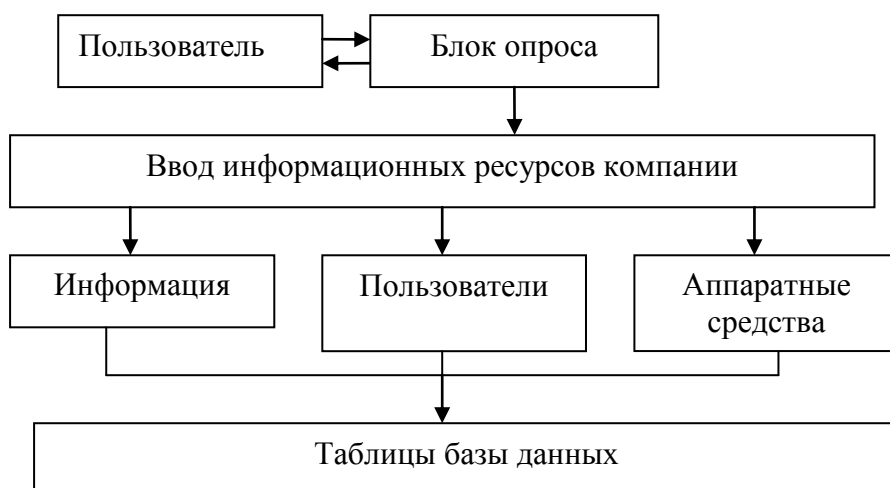 Пользователь
Блок опроса
Ввод информационных ресурсов компании
Информация
Пользователи
Аппаратные
средства
Таблицы базы данных